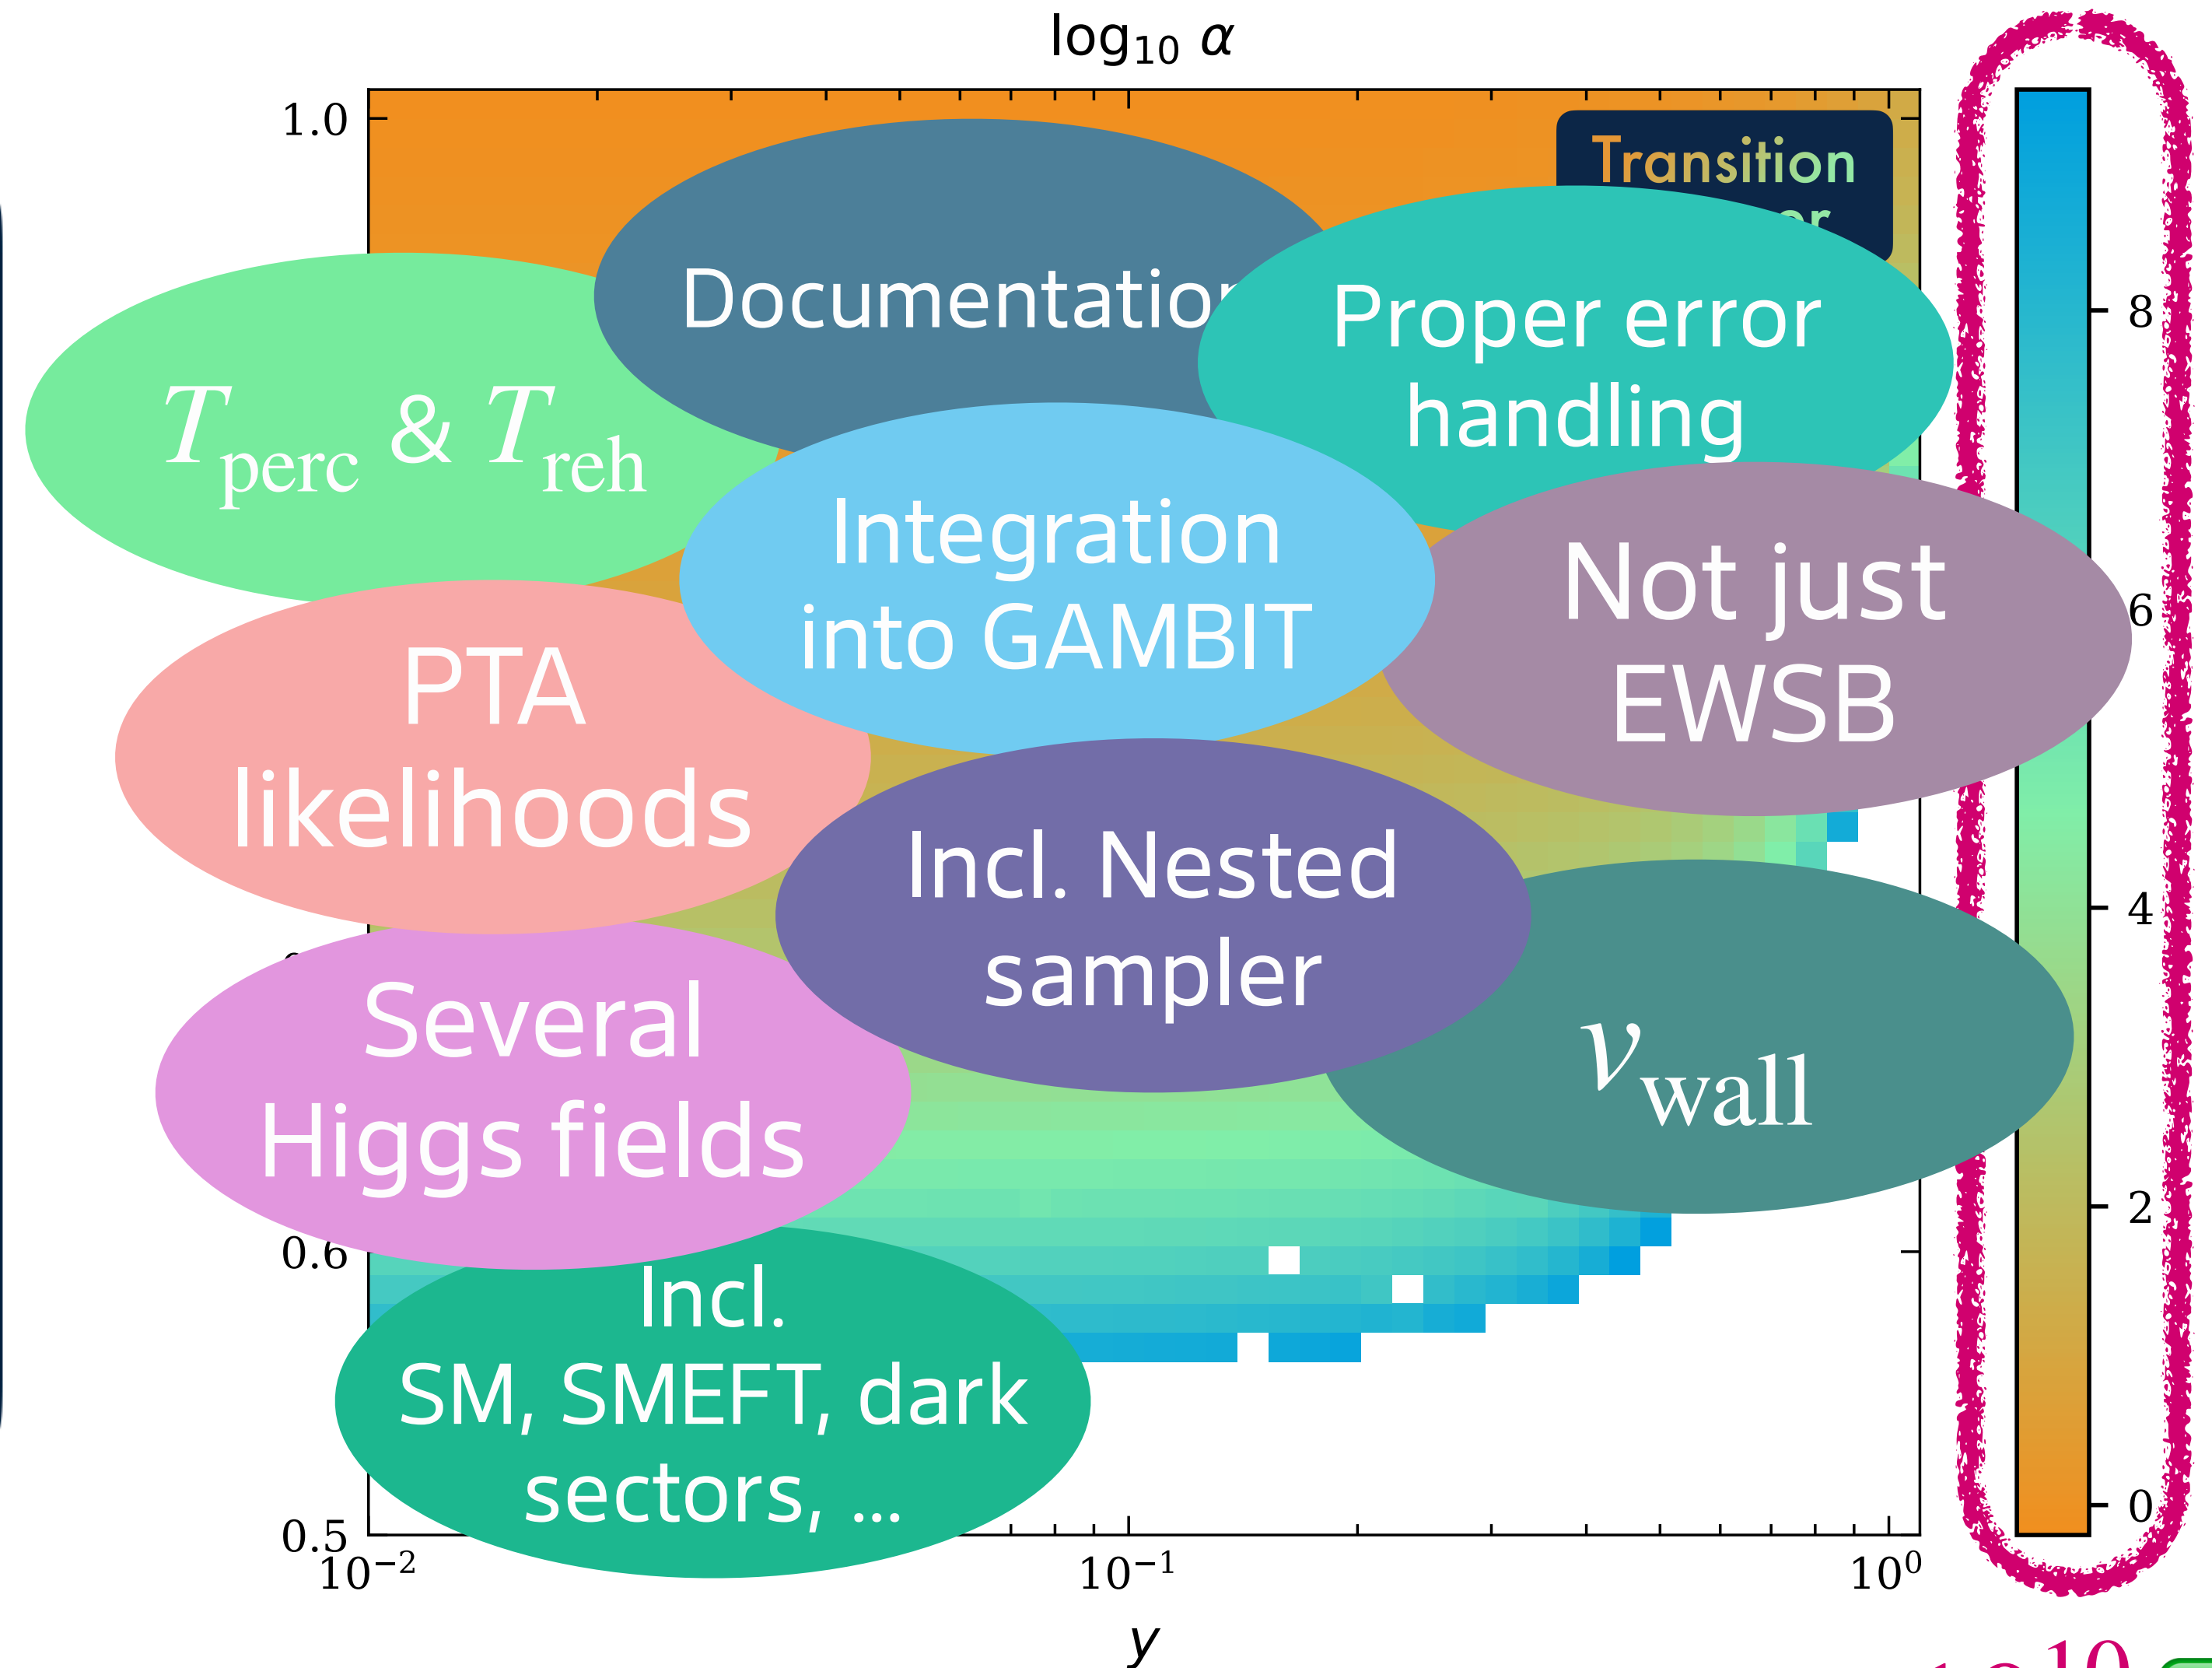 log₁₀ α
1.0
Transition
Documentation
Proper error
handling
8
T_perc & T_reh
Integration
into GAMBIT
Not just
EWSB
6
PTA
likelihoods
Incl. Nested
sampler
4
Several
Higgs fields
v_wall
2
0.6
Incl.
SM, SMEFT, dark
sectors, ...
0
0.5
10⁻²
10⁻¹
10⁰
y